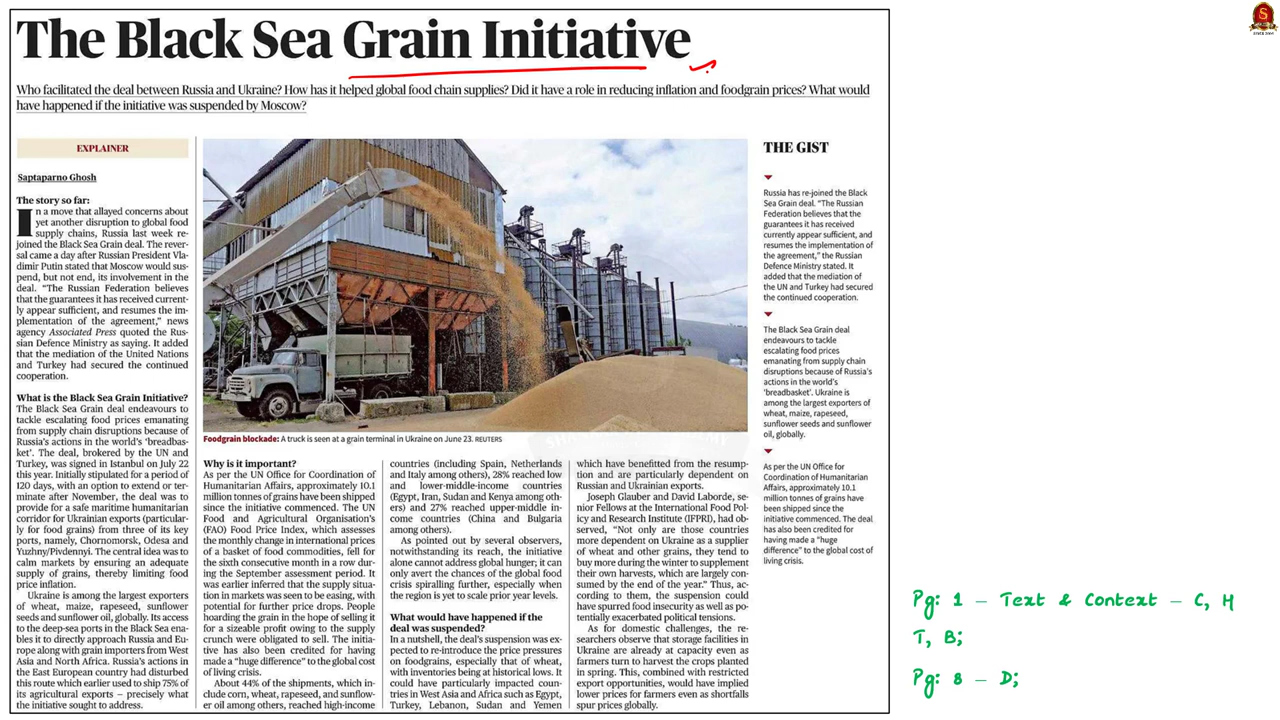 The Black Sea Grain Initiative
Who facilitated the deal between Russia and Ukraine? How has it helped global food chain supplies? Did it have a role in reducing inflation and foodgrain prices? What would
have happened if the initiative was suspended by Moscow?
EXPLAINER
Saptaparno Ghosh
The story so far:
In a move that allayed concerns about
yet another disruption to global food
supply chains, Russia last week re-
joined the Black Sea Grain deal. The rever-
sal came a day after Russian President Vla-
dimir Putin stated that Moscow would sus-
pend, but not end, its involvement in the
deal. “The Russian Federation believes
that the guarantees it has received current-
ly appear sufficient, and resumes the im-
plementation of the agreement,” news
agency Associated Press quoted the Rus-
sian Defence Ministry as saying. It added
that the mediation of the United Nations
and Turkey had secured the continued
cooperation.
What is the Black Sea Grain Initiative?
The Black Sea Grain deal endeavours to
tackle escalating food prices emanating
from supply chain disruptions because of
Russia’s actions in the world’s ‘breadbas-
ket’. The deal, brokered by the UN and
Turkey, was signed in Istanbul on July 22
this year. Initially stipulated for a period of
120 days, with an option to extend or ter-
minate after November, the deal was to
provide for a safe maritime humanitarian
corridor for Ukrainian exports (particular-
ly for food grains) from three of its key
ports, namely, Chornomorsk, Odesa and
Yuzhny/Pivdennyi. The central idea was to
calm markets by ensuring an adequate
supply of grains, thereby limiting food
price inflation.
Ukraine is among the largest exporters
of wheat, maize, rapeseed, sunflower
seeds and sunflower oil, globally. Its access
to the deep-sea ports in the Black Sea ena-
bles it to directly approach Russia and Eu-
rope along with grain importers from West
Asia and North Africa. Russia’s actions in
the East European country had disturbed
this route which earlier used to ship 75% of
its agricultural exports – precisely what
the initiative sought to address.
Foodgrain blockade: A truck is seen at a grain terminal in Ukraine on June 23. REUTERS
Why is it important?
As per the UN Office for Coordination of
Humanitarian Affairs, approximately 10.1
million tonnes of grains have been shipped
since the initiative commenced. The UN
Food and Agricultural Organisation’s
(FAO) Food Price Index, which assesses
the monthly change in international prices
of a basket of food commodities, fell for
the sixth consecutive month in a row dur-
ing the September assessment period. It
was earlier inferred that the supply situa-
tion in markets was seen to be easing, with
potential for further price drops. People
hoarding the grain in the hope of selling it
for a sizeable profit owing to the supply
crunch were obligated to sell. The initia-
tive has also been credited for having
made a “huge difference” to the global cost
of living crisis.
About 44% of the shipments, which in-
clude corn, wheat, rapeseed, and sunflow-
er oil among others, reached high-income
countries (including Spain, Netherlands
and Italy among others), 28% reached low
and lower-middle-income countries
(Egypt, Iran, Sudan and Kenya among oth-
ers) and 27% reached upper-middle in-
come countries (China and Bulgaria
among others).
As pointed out by several observers,
notwithstanding its reach, the initiative
alone cannot address global hunger; it can
only avert the chances of the global food
crisis spiralling further, especially when
the region is yet to scale prior year levels.
What would have happened if the
deal was suspended?
In a nutshell, the deal’s suspension was ex-
pected to re-introduce the price pressures
on foodgrains, especially that of wheat,
with inventories being at historical lows. It
could have particularly impacted coun-
tries in West Asia and Africa such as Egypt,
Turkey, Lebanon, Sudan and Yemen
which have benefitted from the resump-
tion and are particularly dependent on
Russian and Ukrainian exports.
Joseph Glauber and David Laborde, se-
nior Fellows at the International Food Pol-
icy and Research Institute (IFPRI), had ob-
served, “Not only are those countries
more dependent on Ukraine as a supplier
of wheat and other grains, they tend to
buy more during the winter to supplement
their own harvests, which are largely con-
sumed by the end of the year.” Thus, ac-
cording to them, the suspension could
have spurred food insecurity as well as po-
tentially exacerbated political tensions.
As for domestic challenges, the re-
searchers observe that storage facilities in
Ukraine are already at capacity even as
farmers turn to harvest the crops planted
in spring. This, combined with restricted
export opportunities, would have implied
lower prices for farmers even as shortfalls
spur prices globally.
THE GIST
Russia has re-joined the Black
Sea Grain deal. “The Russian
Federation believes that the
guarantees it has received
currently appear sufficient, and
resumes the implementation of
the agreement,” the Russian
Defence Ministry stated. It
added that the mediation of
the UN and Turkey had secured
the continued cooperation.
The Black Sea Grain deal
endeavours to tackle
escalating food prices
emanating from supply chain
disruptions because of Russia’s
actions in the world’s
‘breadbasket’. Ukraine is
among the largest exporters of
wheat, maize, rapeseed,
sunflower seeds and sunflower
oil, globally.
As per the UN Office for
Coordination of Humanitarian
Affairs, approximately 10.1
million tonnes of grains have
been shipped since the
initiative commenced. The deal
has also been credited for
having made a “huge
difference” to the global cost of
living crisis.
Pg: 1 – Text & Context – C, H
T, B;
Pg: 8 – D;